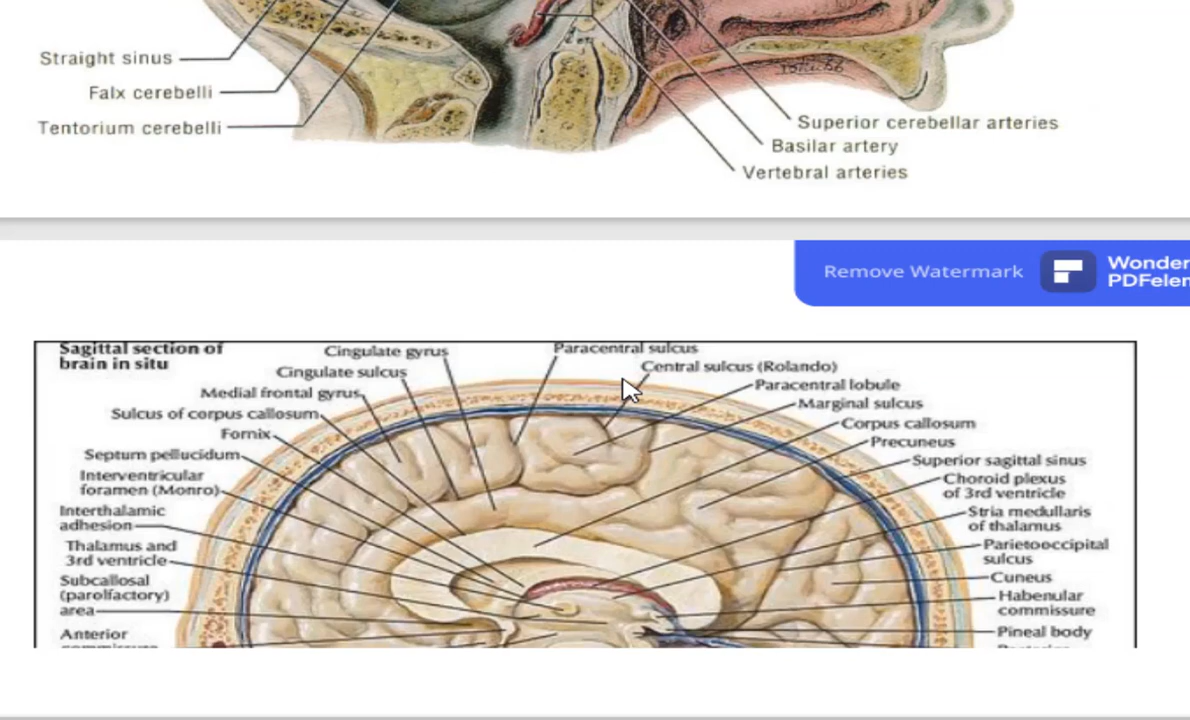 Straight sinus
Falx cerebelli
Tentorium cerebelli
Superior cerebellar arteries
Basilar artery
Vertebral arteries
Remove Watermark
Wonder
PDFelem
Sagittal section of
brain in situ
Cingulate gyrus
Cingulate sulcus
Medial frontal gyrus
Sulcus of corpus callosum
Fornix
Septum pellucidum
Interventricular
foramen (Monro)
Interthalamic
adhesion
Thalamus and
3rd ventricle
Subcallosal
(parolfactory)
area
Anterior
commissure
Paracentral sulcus
Central sulcus (Rolando)
Paracentral lobule
Marginal sulcus
Corpus callosum
Precuneus
Superior sagittal sinus
Choroid plexus
of 3rd ventricle
Stria medullaris
of thalamus
Parietooccipital
sulcus
Cuneus
Habenular
commissure
Pineal body